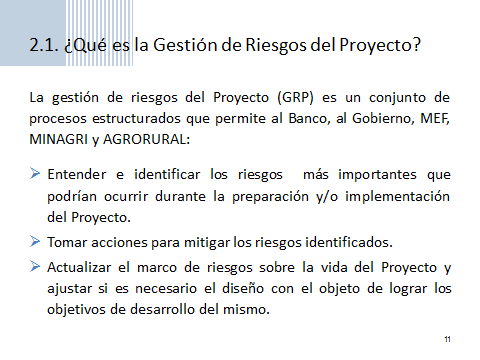 2.1. ¿Qué es la Gestión de Riesgos del Proyecto?
La gestión de riesgos del Proyecto (GRP) es un conjunto de
procesos estructurados que permite al Banco, al Gobierno, MEF,
MINAGRI y AGRORURAL:
Entender e identificar los riesgos más importantes que
podrían ocurrir durante la preparación y/o implementación
del Proyecto.
Tomar acciones para mitigar los riesgos identificados.
Actualizar el marco de riesgos sobre la vida del Proyecto y
ajustar si es necesario el diseño con el objeto de lograr los
objetivos de desarrollo del mismo.
11